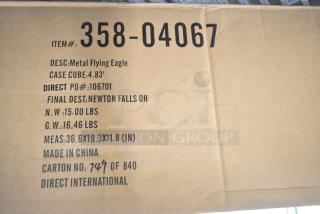 ITEM#: 358-04067
DESC:Metal Flying Eagle
CASE CUBE:4.83'
DIRECT PO#:106701
FINAL DEST:NEWTON FALLS OH
N.W :15.00 LBS
G.W.:16.46 LBS
MEAS:36.6X19.3X11.8 (IN)
MADE IN CHINA
CARTON NO: 749 OF 840
DIRECT INTERNATIONAL